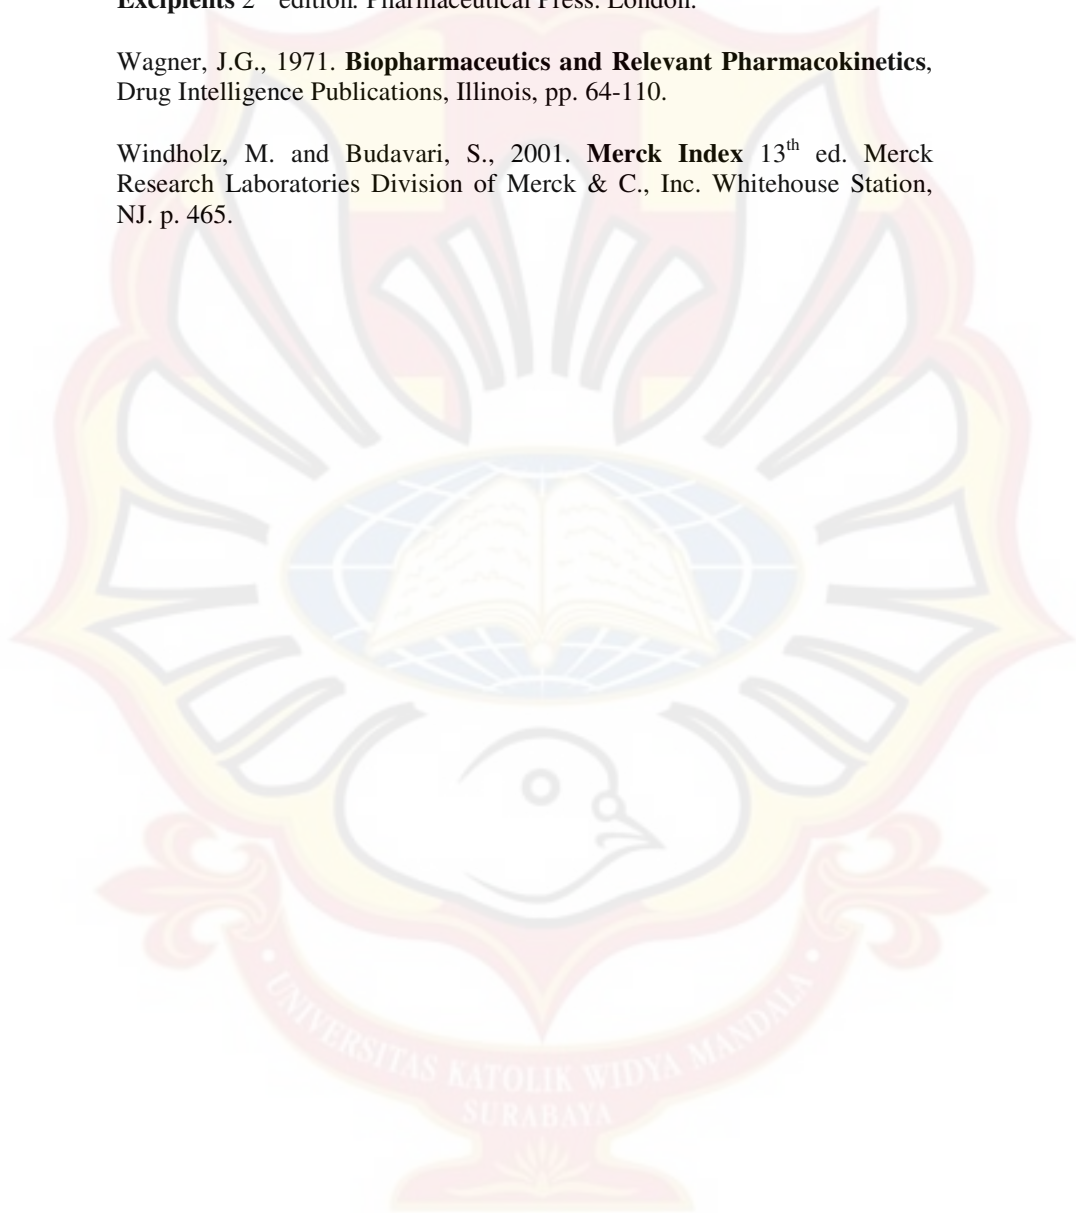 Excipients 2 edition. Pharmaceutical Press. London.
Wagner, J.G., 1971. Biopharmaceutics and Relevant Pharmacokinetics,
Drug Intelligence Publications, Illinois, pp. 64-110.
Windholz, M. and Budavari, S., 2001. Merck Index 13th ed. Merck
Research Laboratories Division of Merck & C., Inc. Whitehouse Station,
NJ. p. 465.
• UNIVERSITAS KATOLIK WIDYA MANDALA •
SURABAYA